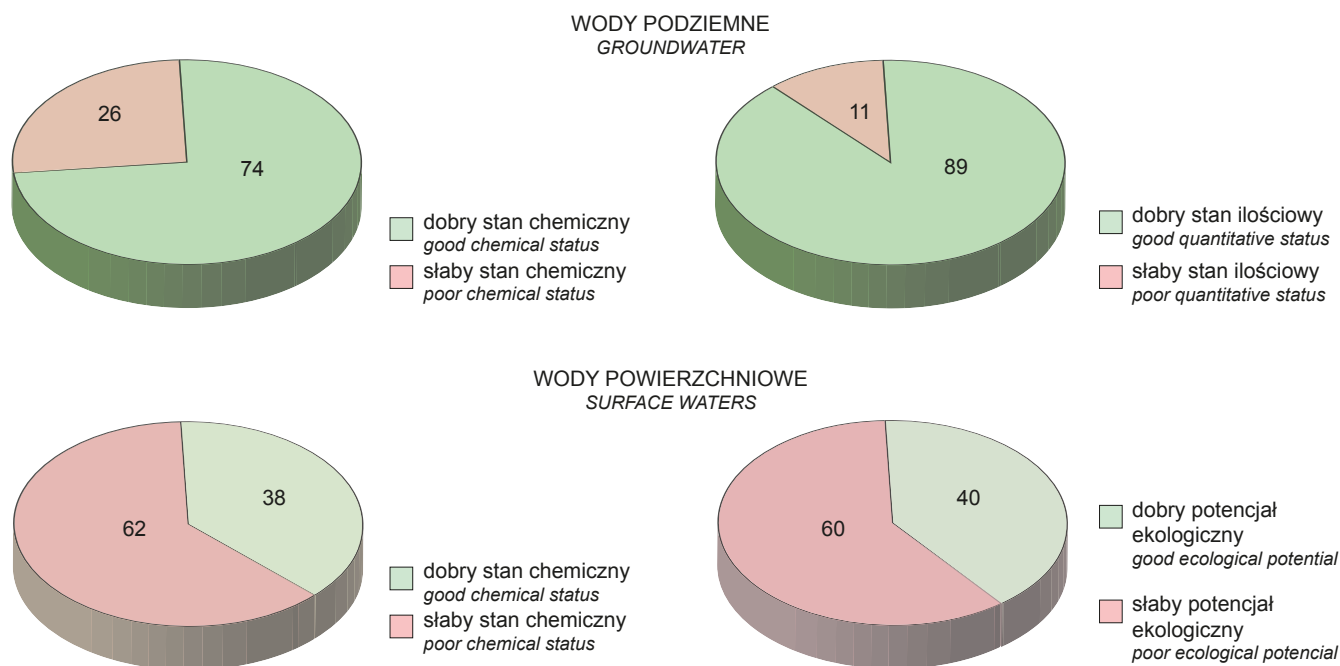 WODY PODZIEMNE
GROUNDWATER
26
74
dobry stan chemiczny
good chemical status
słaby stan chemiczny
poor chemical status
11
89
dobry stan ilościowy
good quantitative status
słaby stan ilościowy
poor quantitative status
WODY POWIERZCHNIOWE
SURFACE WATERS
62
38
dobry stan chemiczny
good chemical status
słaby stan chemiczny
poor chemical status
60
40
dobry potencjał
ekologiczny
good ecological potential
słaby potencjał
ekologiczny
poor ecological potencial